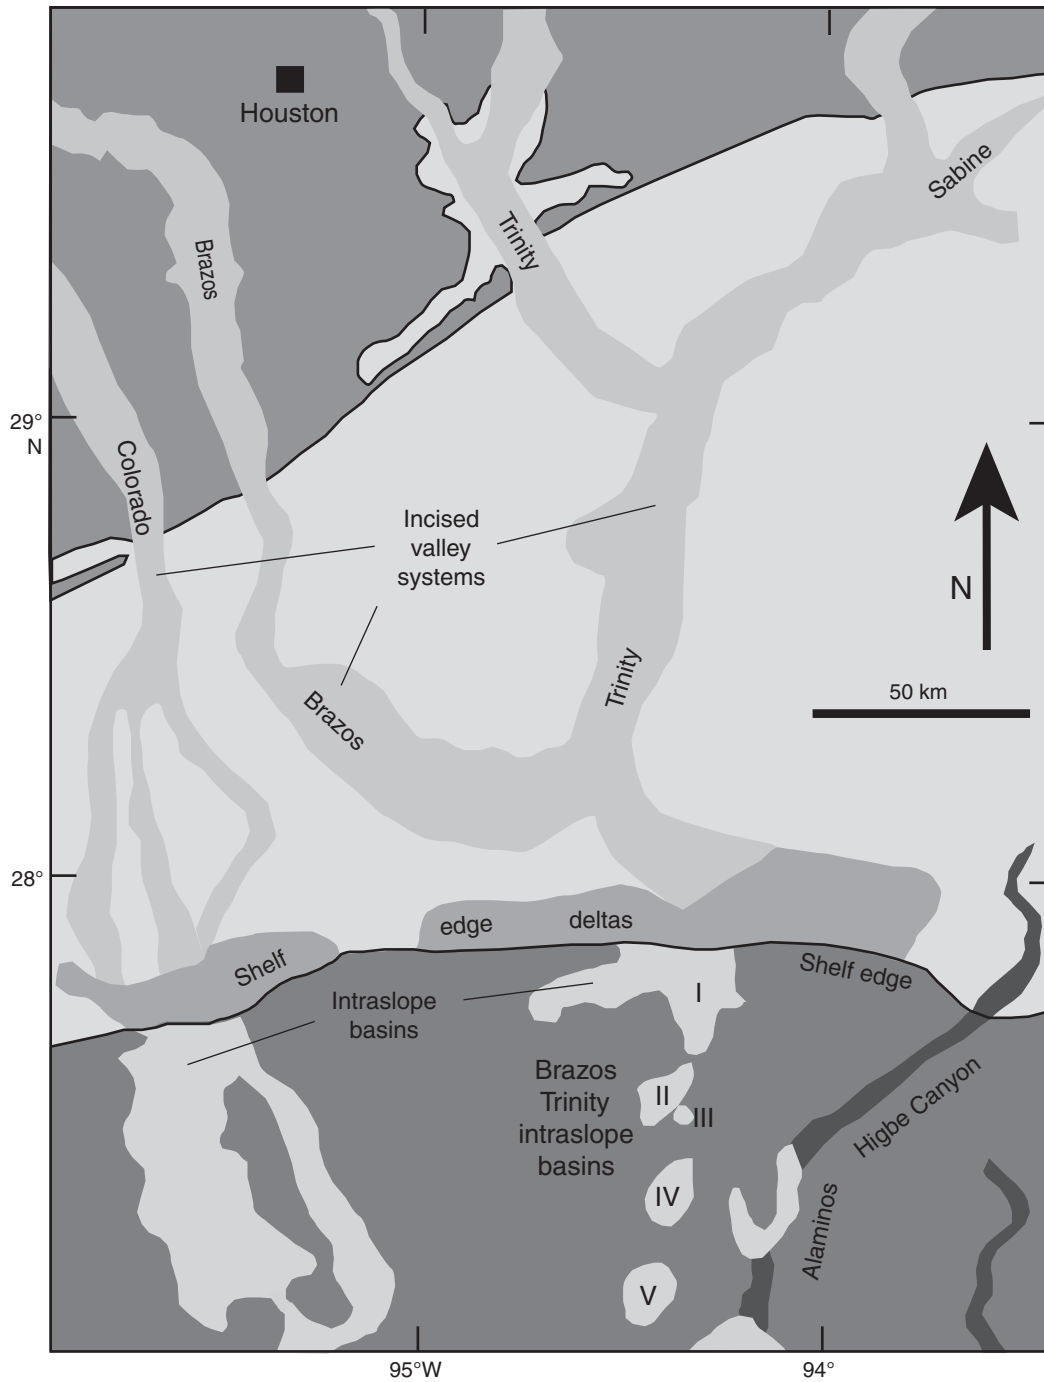 Houston
Sabine
Trinity
Brazos
29°
N
Colorado
Incised
valley
systems
N
Trinity
50 km
Brazos
28°
edge
deltas
Shelf
Shelf edge
Intraslope
basins
I
Brazos
Trinity
intraslope
basins
II
III
Higbe Canyon
IV
Alaminos
V
95°W
94°